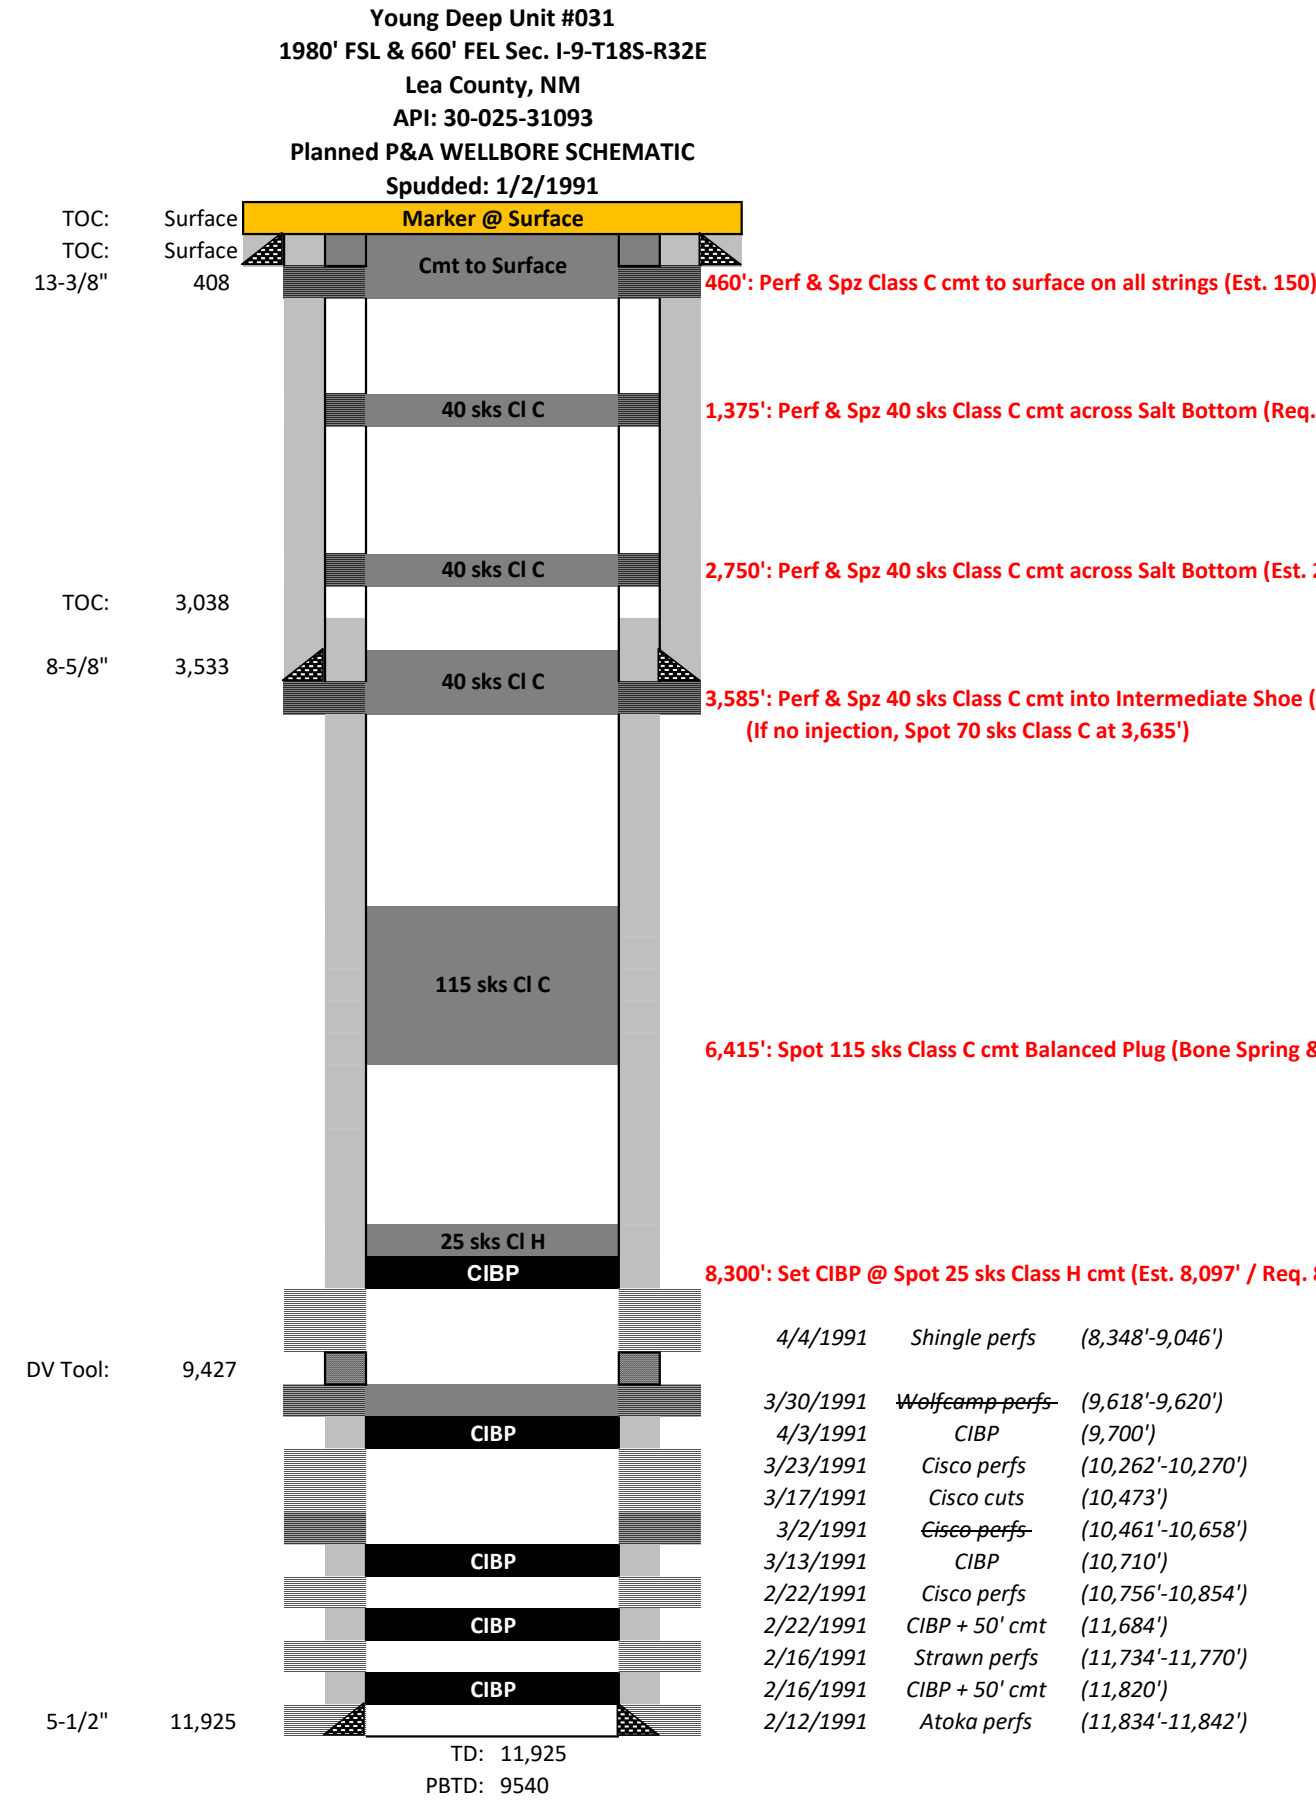 Young Deep Unit #031
1980' FSL & 660' FEL Sec. I-9-T18S-R32E
Lea County, NM
API: 30-025-31093
Planned P&A WELLBORE SCHEMATIC
Spudded: 1/2/1991
TOC: Surface Marker @ Surface
TOC: Surface
Cmt to Surface
13-3/8" 408 460': Perf & Spz Class C cmt to surface on all strings (Est. 150)
40 sks Cl C 1,375': Perf & Spz 40 sks Class C cmt across Salt Bottom (Req.
40 sks Cl C 2,750': Perf & Spz 40 sks Class C cmt across Salt Bottom (Est.
TOC: 3,038
8-5/8" 3,533
40 sks Cl C
3,585': Perf & Spz 40 sks Class C cmt into Intermediate Shoe (
(If no injection, Spot 70 sks Class C at 3,635')
115 sks Cl C
6,415': Spot 115 sks Class C cmt Balanced Plug (Bone Spring &
25 sks Cl H
CIBP 8,300': Set CIBP @ Spot 25 sks Class H cmt (Est. 8,097' / Req.
4/4/1991 Shingle perfs (8,348'-9,046')
DV Tool: 9,427
3/30/1991 Wolfcamp perfs (9,618'-9,620')
CIBP 4/3/1991 CIBP (9,700')
3/23/1991 Cisco perfs (10,262'-10,270')
3/17/1991 Cisco cuts (10,473')
3/2/1991 Cisco perfs (10,461'-10,658')
CIBP 3/13/1991 CIBP (10,710')
2/22/1991 Cisco perfs (10,756'-10,854')
CIBP 2/22/1991 CIBP + 50' cmt (11,684')
2/16/1991 Strawn perfs (11,734'-11,770')
CIBP 2/16/1991 CIBP + 50' cmt (11,820')
5-1/2" 11,925 2/12/1991 Atoka perfs (11,834'-11,842')
TD: 11,925
PBTD: 9540